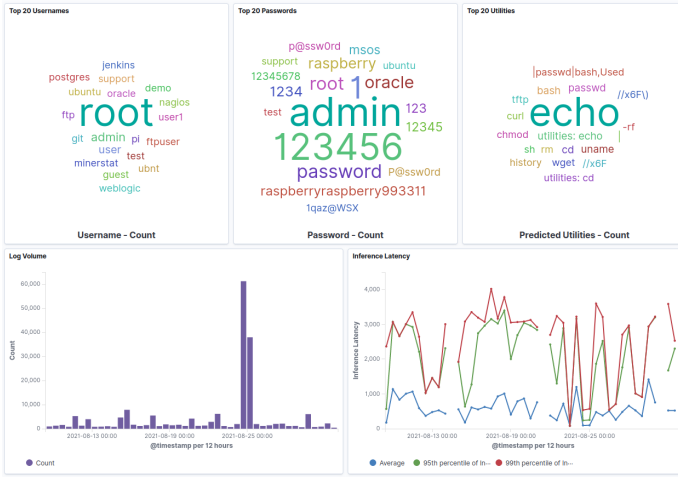 Top 20 Usernames
jenkins
postgres support
ubuntu oracle demo
nagios
root
ftp user1
git admin pi ftpuser
user test
minerstat ubnt
guest
weblogic
Username - Count
Top 20 Passwords
p@ssw0rd msos
support raspberry ubuntu
12345678 root 1 oracle
1234
test admin 123
12345
123456
password P@ssw0rd
raspberryraspberry993311
1qaz@WSX
Password - Count
Top 20 Utilities
|passwd|bash,Used
bash passwd //x6F\)
tftp
curl echo -rf
chmod utilities: echo |
sh rm cd uname
history wget //x6F
utilities: cd
Predicted Utilities - Count
Log Volume
60,000
50,000
40,000
30,000
20,000
10,000
0
Count
2021-08-13 00:00 2021-08-19 00:00 2021-08-25 00:00
@timestamp per 12 hours
Count
Inference Latency
4,000
3,000
2,000
1,000
0
Inference Latency
2021-08-13 00:00 2021-08-19 00:00 2021-08-25 00:00
@timestamp per 12 hours
Average 95th percentile of In··· 99th percentile of In···